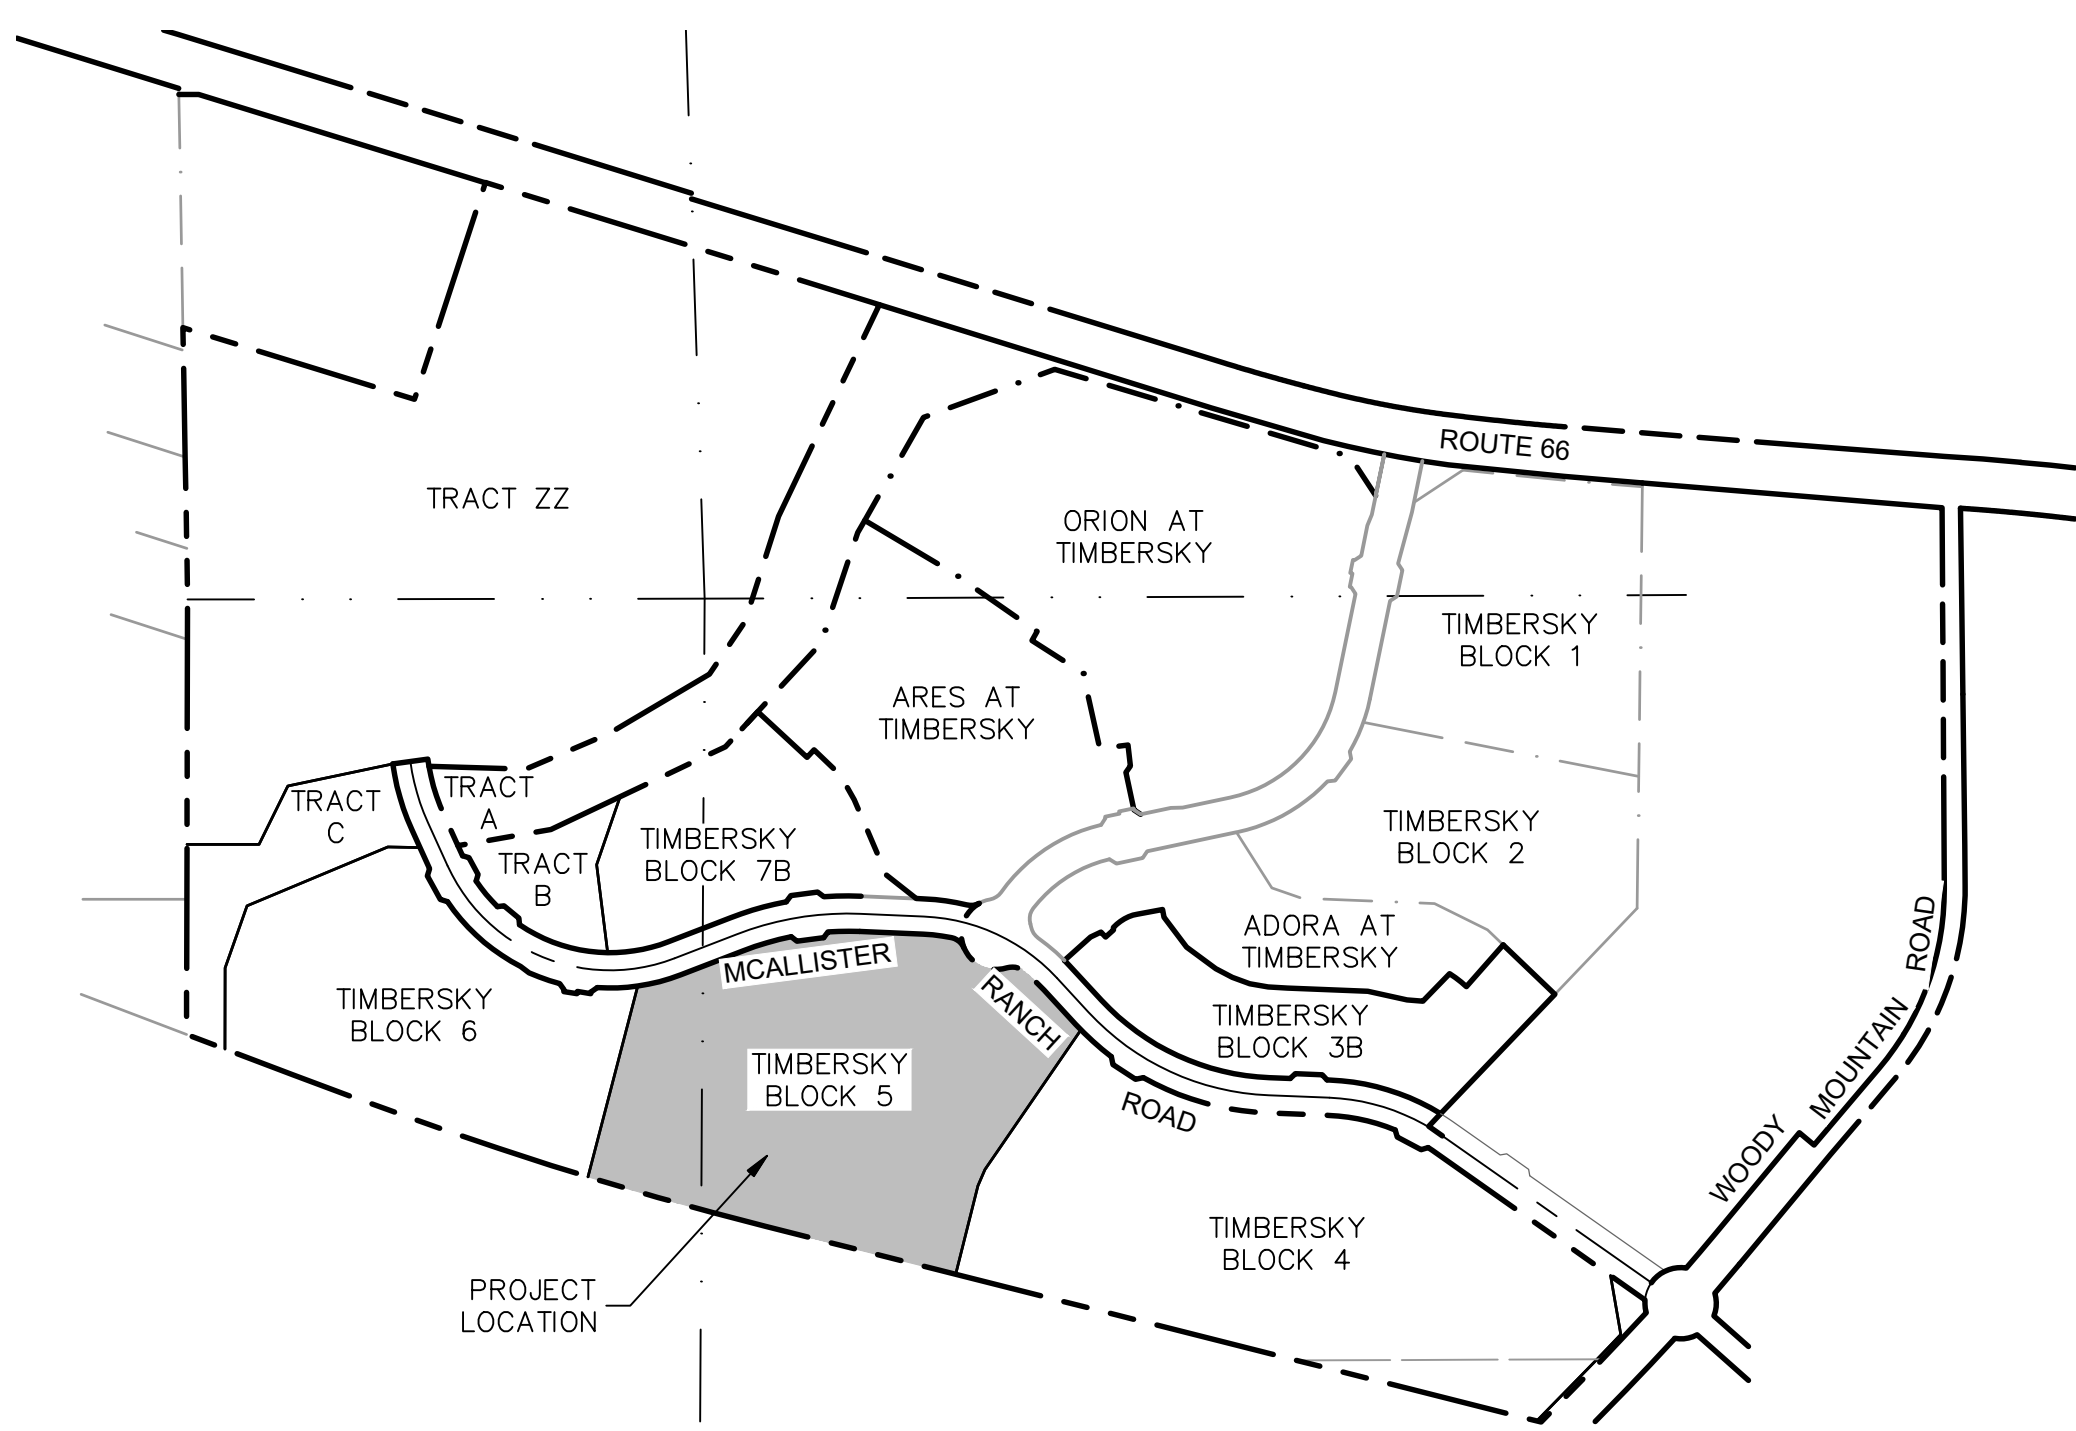 ROUTE 66
TRACT ZZ
ORION AT
TIMBERSKY
TIMBERSKY
BLOCK 1
ARES AT
TIMBERSKY
TRACT
A
TRACT
C
TIMBERSKY
BLOCK 7B
TIMBERSKY
BLOCK 2
TRACT
B
ADORA AT
TIMBERSKY
MCALLISTER
RANCH
ROAD
WOODY MOUNTAIN ROAD
TIMBERSKY
BLOCK 6
TIMBERSKY
BLOCK 3B
TIMBERSKY
BLOCK 5
TIMBERSKY
BLOCK 4
PROJECT
LOCATION